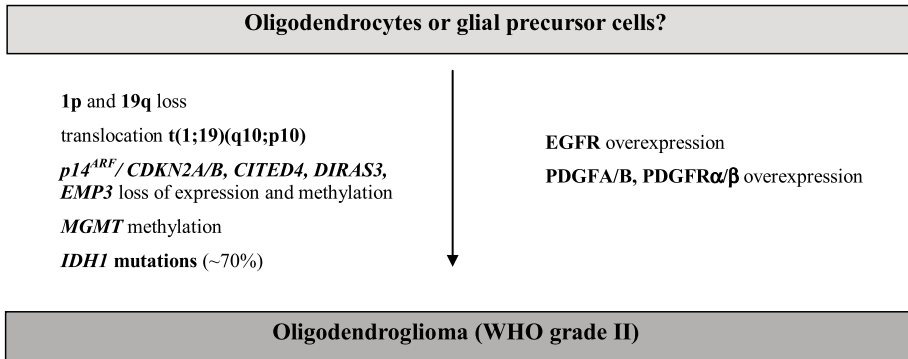 Oligodendrocytes or glial precursor cells?
1p and 19q loss
translocation t(1;19)(q10;p10)
p14ARF/ CDKN2A/B, CITED4, DIRAS3,
EMP3 loss of expression and methylation
MGMT methylation
IDH1 mutations (~70%)
EGFR overexpression
PDGFA/B, PDGFRα/β overexpression
Oligodendroglioma (WHO grade II)